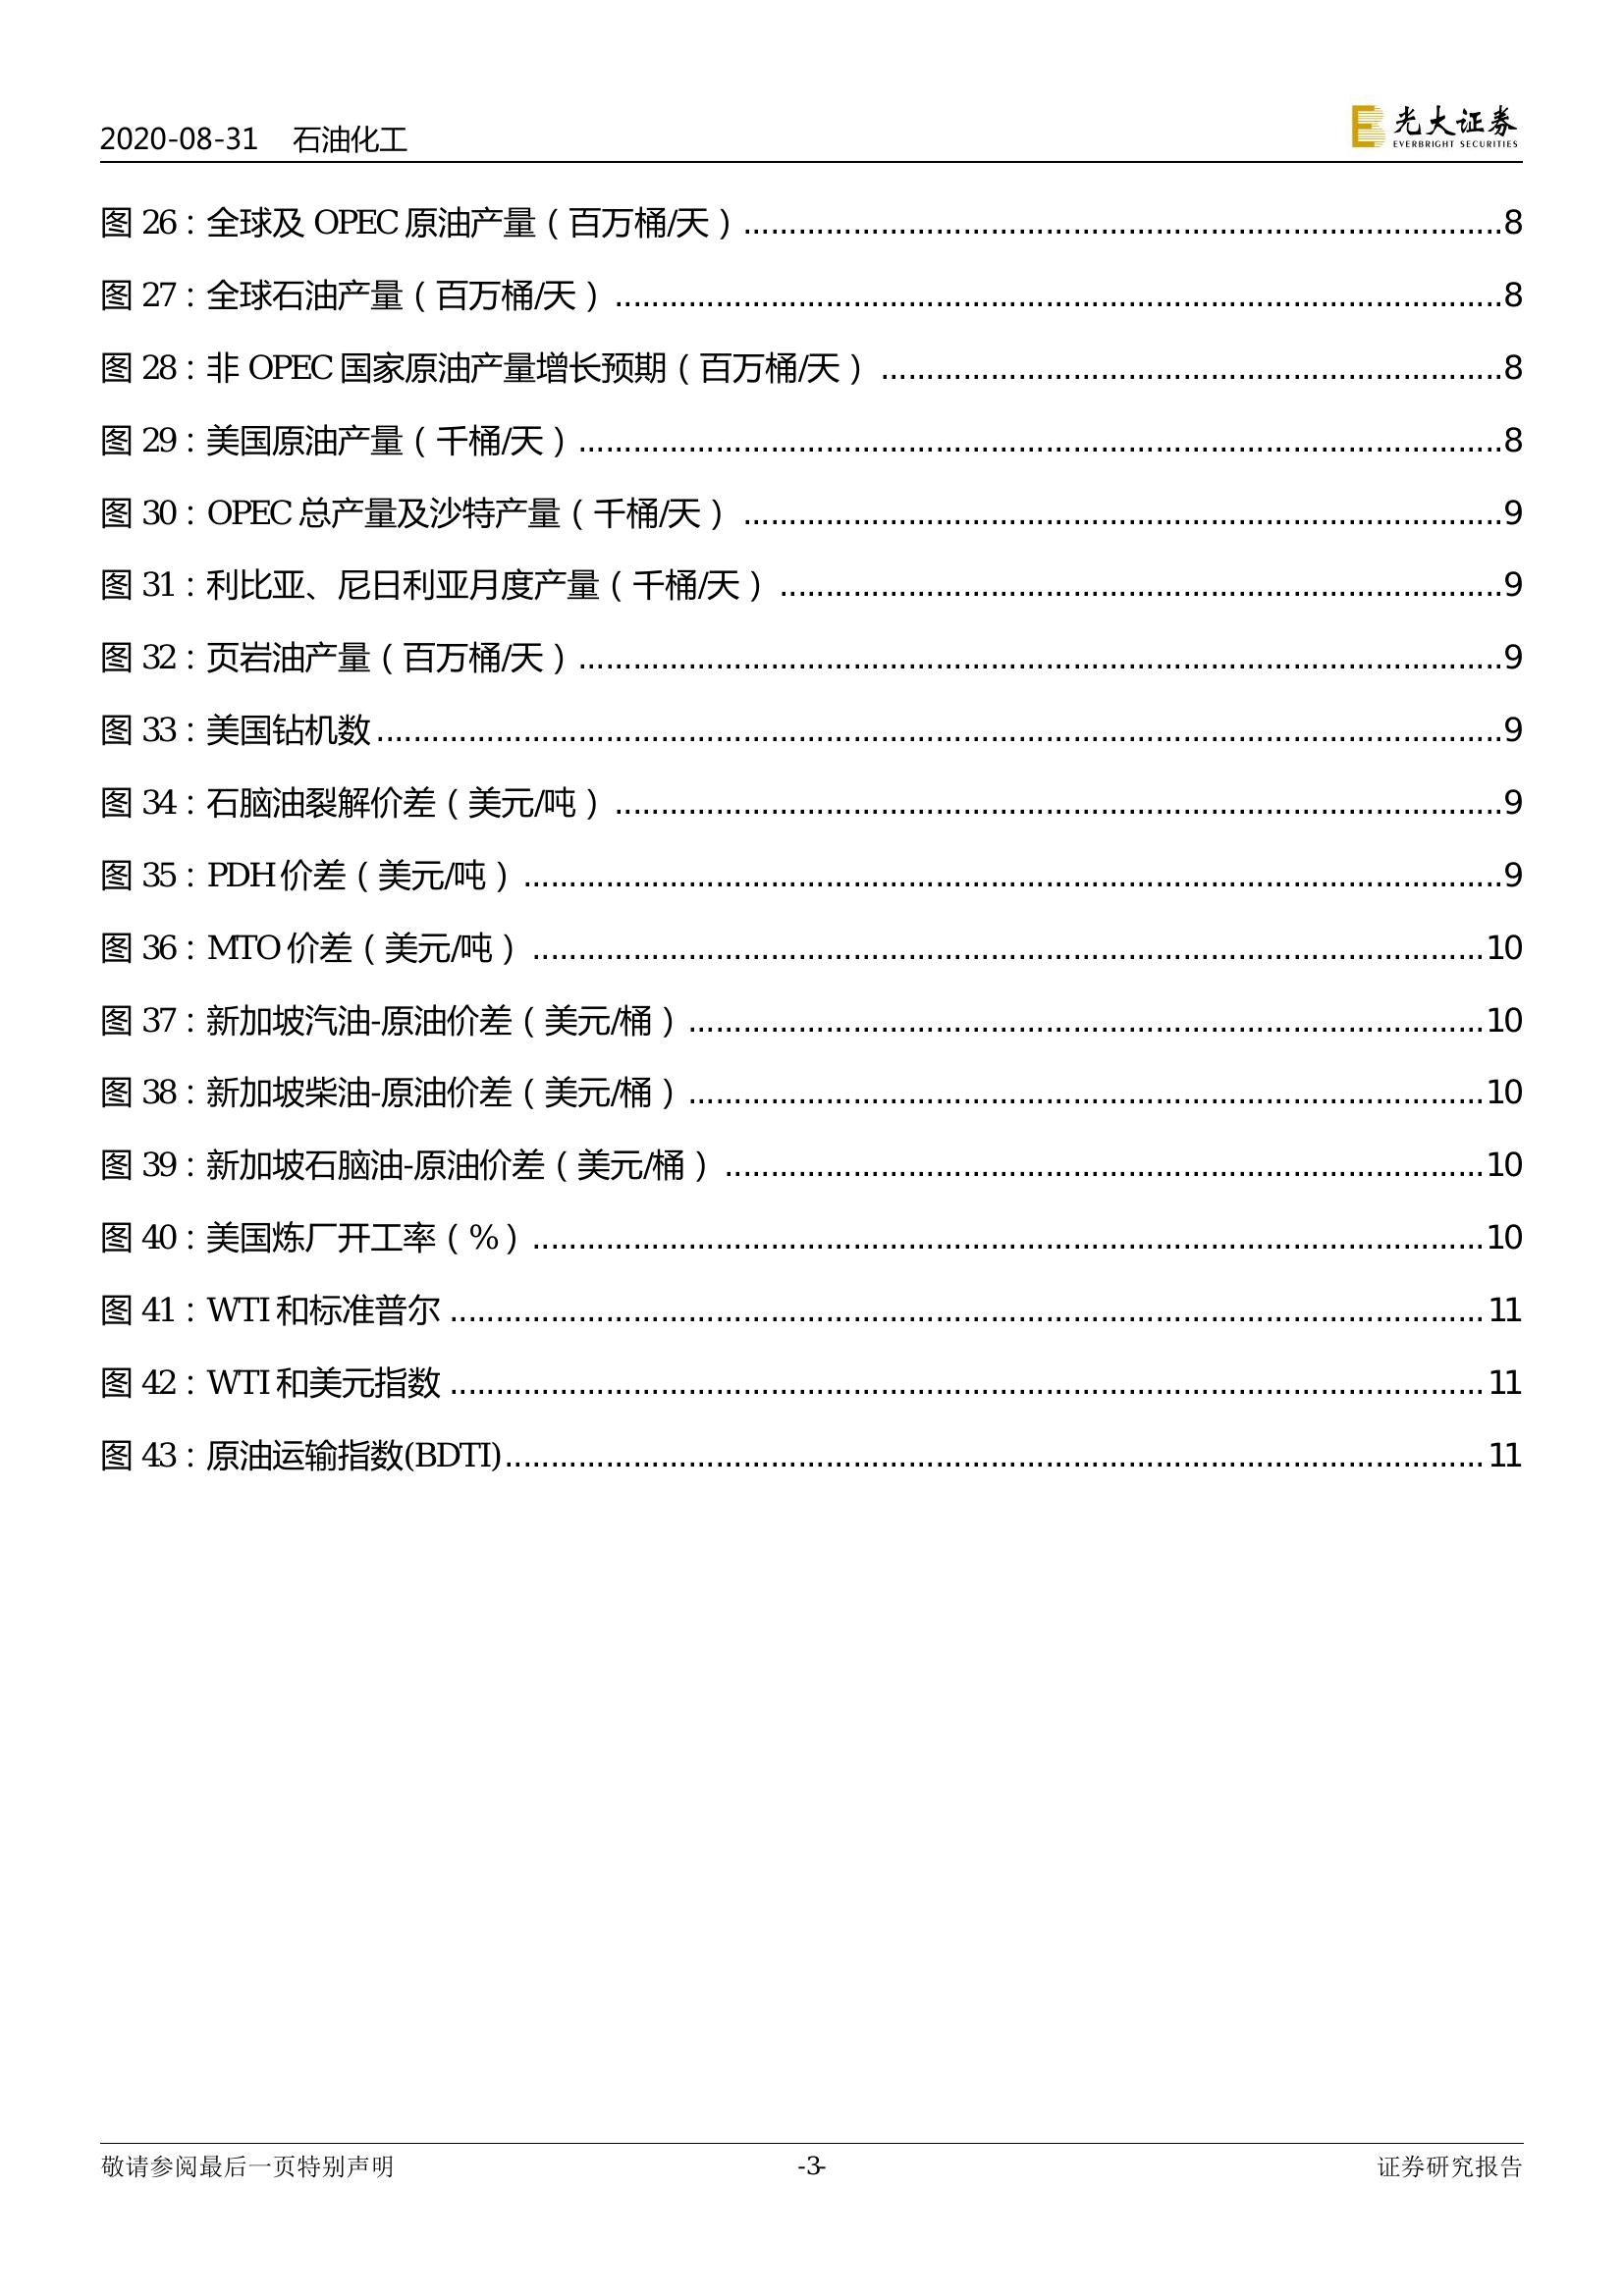 2020-08-31 石油化工
光大证券
EVERBRIGHT SECURITIES
图 26：全球及 OPEC 原油产量（百万桶/天）........................................8
图 27：全球石油产量（百万桶/天）........................................8
图 28：非 OPEC 国家原油产量增长预期（百万桶/天）........................................8
图 29：美国原油产量（千桶/天）........................................8
图 30：OPEC 总产量及沙特产量（千桶/天）........................................9
图 31：利比亚、尼日利亚月度产量（千桶/天）........................................9
图 32：页岩油产量（百万桶/天）........................................9
图 33：美国钻机数........................................9
图 34：石脑油裂解价差（美元/吨）........................................9
图 35：PDH 价差（美元/吨）........................................9
图 36：MTO 价差（美元/吨）........................................10
图 37：新加坡汽油-原油价差（美元/桶）........................................10
图 38：新加坡柴油-原油价差（美元/桶）........................................10
图 39：新加坡石脑油-原油价差（美元/桶）........................................10
图 40：美国炼厂开工率（%）........................................10
图 41：WTI 和标准普尔........................................11
图 42：WTI 和美元指数........................................11
图 43：原油运输指数(BDTI)........................................11
敬请参阅最后一页特别声明 -3- 证券研究报告